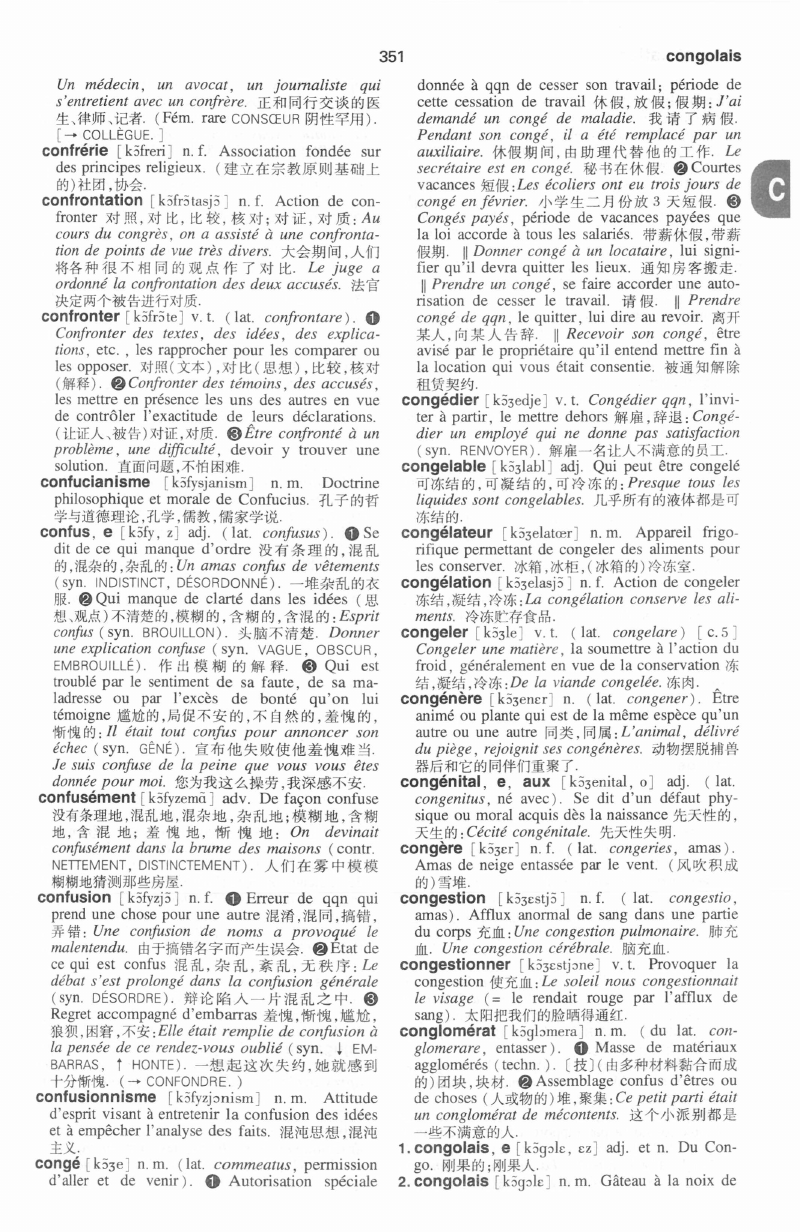 351
congolais
Un médecin, un avocat, un journaliste qui
s'entretient avec un confrère. 正和同行交谈的医
生、律师、记者. (Fém. rare CONSŒUR 阴性罕用).
[→ COLLÈGUE. ]
confrérie [kɔ̃freri] n. f. Association fondée sur
des principes religieux. (建立在宗教原则基础上
的)社团,协会.
confrontation [kɔ̃frɔ̃tasjɔ̃] n. f. Action de con-
fronter 对照,对比,比较,核对;对证,对质: Au
cours du congrès, on a assisté à une confronta-
tion de points de vue très divers. 大会期间,人们
将各种很不相同的观点作了对比. Le juge a
ordonné la confrontation des deux accusés. 法官
决定两个被告进行对质.
confronter [kɔ̃frɔ̃te] v. t. (lat. confrontare). ❶
Confronter des textes, des idées, des explica-
tions, etc., les rapprocher pour les comparer ou
les opposer. 对照(文本),对比(思想),比较,核对
(解释). ❷ Confronter des témoins, des accusés,
les mettre en présence les uns des autres en vue
de contrôler l'exactitude de leurs déclarations.
(让证人、被告)对证,对质. ❸ Être confronté à un
problème, une difficulté, devoir y trouver une
solution. 直面问题,不怕困难.
confucianisme [kɔ̃fysjanism] n. m. Doctrine
philosophique et morale de Confucius. 孔子的哲
学与道德理论,孔学,儒教,儒家学说.
confus, e [kɔ̃fy, z] adj. (lat. confusus). ❶ Se
dit de ce qui manque d'ordre 没有条理的,混乱
的,混杂的,杂乱的: Un amas confus de vêtements
(syn. INDISTINCT, DÉSORDONNÉ). 一堆杂乱的衣
服. ❷ Qui manque de clarté dans les idées (思
想、观点)不清楚的,模糊的,含糊的,含混的: Esprit
confus (syn. BROUILLON). 头脑不清楚. Donner
une explication confuse (syn. VAGUE, OBSCUR,
EMBROUILLÉ). 作出模糊的解释. ❸ Qui est
troublé par le sentiment de sa faute, de sa ma-
ladresse ou par l'excès de bonté qu'on lui
témoigne 尴尬的,局促不安的,不自然的,羞愧的,
惭愧的: Il était tout confus pour annoncer son
échec (syn. GÊNÉ). 宣布他失败使他羞愧难当.
Je suis confuse de la peine que vous vous êtes
donnée pour moi. 您为我这么操劳,我深感不安.
confusément [kɔ̃fyzemɑ̃] adv. De façon confuse
没有条理地,混乱地,混杂地,杂乱地;模糊地,含糊
地,含混地;羞愧地,惭愧地: On devinait
confusément dans la brume des maisons (contr.
NETTEMENT, DISTINCTEMENT). 人们在雾中模模
糊糊地猜测那些房屋.
confusion [kɔ̃fyzjɔ̃] n. f. ❶ Erreur de qqn qui
prend une chose pour une autre 混淆,混同,搞错,
弄错: Une confusion de noms a provoqué le
malentendu. 由于搞错名字而产生误会. ❷ État de
ce qui est confus 混乱,杂乱,紊乱,无秩序: Le
débat s'est prolongé dans la confusion générale
(syn. DÉSORDRE). 辩论陷入一片混乱之中. ❸
Regret accompagné d'embarras 羞愧,惭愧,尴尬,
狼狈,困窘,不安: Elle était remplie de confusion à
la pensée de ce rendez-vous oublié (syn. ↓ EM-
BARRAS, ↑ HONTE). 一想起这次失约,她就感到
十分惭愧. (→ CONFONDRE. )
confusionnisme [kɔ̃fyzjɔnism] n. m. Attitude
d'esprit visant à entretenir la confusion des idées
et à empêcher l'analyse des faits. 混沌思想,混沌
主义.
congé [kɔ̃ʒe] n. m. (lat. commeatus, permission
d'aller et de venir). ❶ Autorisation spéciale
donnée à qqn de cesser son travail; période de
cette cessation de travail 休假,放假;假期: J'ai
demandé un congé de maladie. 我请了病假.
Pendant son congé, il a été remplacé par un
auxiliaire. 休假期间,由助理代替他的工作. Le
secrétaire est en congé. 秘书在休假. ❷ Courtes
vacances 短假: Les écoliers ont eu trois jours de
congé en février. 小学生二月份放 3 天短假. ❸
Congés payés, période de vacances payées que
la loi accorde à tous les salariés. 带薪休假,带薪
假期. ‖ Donner congé à un locataire, lui signi-
fier qu'il devra quitter les lieux. 通知房客搬走.
‖ Prendre un congé, se faire accorder une auto-
risation de cesser le travail. 请假. ‖ Prendre
congé de qqn, le quitter, lui dire au revoir. 离开
某人,向某人告辞. ‖ Recevoir son congé, être
avisé par le propriétaire qu'il entend mettre fin à
la location qui vous était consentie. 被通知解除
租赁契约.
congédier [kɔ̃ʒedje] v. t. Congédier qqn, l'invi-
ter à partir, le mettre dehors 解雇,辞退: Congé-
dier un employé qui ne donne pas satisfaction
(syn. RENVOYER). 解雇一名让人不满意的员工.
congelable [kɔ̃ʒlabl] adj. Qui peut être congelé
可冻结的,可凝结的,可冷冻的: Presque tous les
liquides sont congelables. 几乎所有的液体都是可
冻结的.
congélateur [kɔ̃ʒelatœr] n. m. Appareil frigo-
rifique permettant de congeler des aliments pour
les conserver. 冰箱,冰柜,(冰箱的)冷冻室.
congélation [kɔ̃ʒelasjɔ̃] n. f. Action de congeler
冻结,凝结,冷冻: La congélation conserve les ali-
ments. 冷冻贮存食品.
congeler [kɔ̃ʒle] v. t. (lat. congelare) [c. 5]
Congeler une matière, la soumettre à l'action du
froid, généralement en vue de la conservation 冻
结,凝结,冷冻: De la viande congelée. 冻肉.
congénère [kɔ̃ʒenɛr] n. (lat. congener). Être
animé ou plante qui est de la même espèce qu'un
autre ou une autre 同类,同属: L'animal, délivré
du piège, rejoignit ses congénères. 动物摆脱捕兽
器后和它的同伴们重聚了.
congénital, e, aux [kɔ̃ʒenital, o] adj. (lat.
congenitus, né avec). Se dit d'un défaut phy-
sique ou moral acquis dès la naissance 先天性的,
天生的: Cécité congénitale. 先天性失明.
congère [kɔ̃ʒɛr] n. f. (lat. congeries, amas).
Amas de neige entassée par le vent. (风吹积成
的)雪堆.
congestion [kɔ̃ʒɛstjɔ̃] n. f. (lat. congestio,
amas). Afflux anormal de sang dans une partie
du corps 充血: Une congestion pulmonaire. 肺充
血. Une congestion cérébrale. 脑充血.
congestionner [kɔ̃ʒɛstjɔne] v. t. Provoquer la
congestion 使充血: Le soleil nous congestionnait
le visage (= le rendait rouge par l'afflux de
sang). 太阳把我们的脸晒得通红.
conglomérat [kɔ̃glɔmera] n. m. (du lat. con-
glomerare, entasser). ❶ Masse de matériaux
agglomérés (techn.). [技](由多种材料黏合而成
的)团块,块材. ❷ Assemblage confus d'êtres ou
de choses (人或物的)堆,聚集: Ce petit parti était
un conglomérat de mécontents. 这个小派别都是
一些不满意的人.
1. congolais, e [kɔ̃gɔlɛ, ɛz] adj. et n. Du Con-
go. 刚果的;刚果人.
2. congolais [kɔ̃gɔlɛ] n. m. Gâteau à la noix de
C